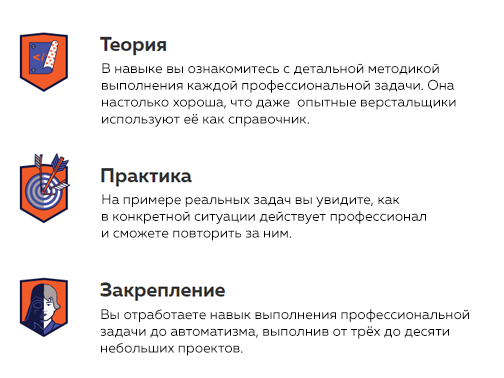 Теория
В навыке вы ознакомитесь с детальной методикой
выполнения каждой профессиональной задачи. Она
настолько хороша, что даже опытные верстальщики
используют её как справочник.
Практика
На примере реальных задач вы увидите, как
в конкретной ситуации действует профессионал
и сможете повторить за ним.
Закрепление
Вы отработаете навык выполнения профессиональной
задачи до автоматизма, выполнив от трёх до десяти
небольших проектов.